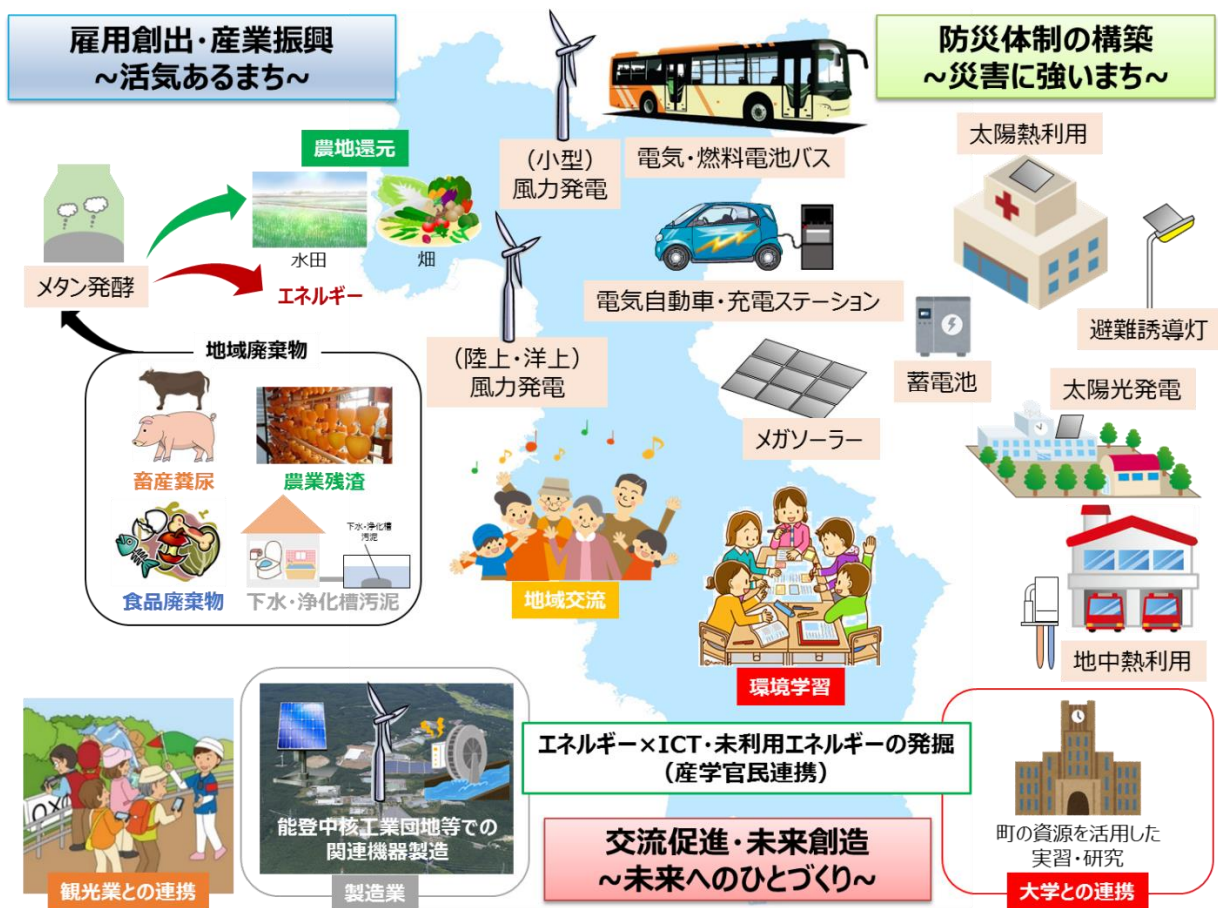 雇用創出・産業振興
~活気あるまち~
防災体制の構築
~災害に強いまち~
農地還元
水田
畑
メタン発酵
エネルギー
(小型)
風力発電
電気・燃料電池バス
太陽熱利用
電気自動車・充電ステーション
避難誘導灯
蓄電池
地域廃棄物
畜産糞尿
農業残渣
食品廃棄物
下水・浄化槽
汚泥
下水・浄化槽汚泥
(陸上・洋上)
風力発電
メガソーラー
太陽光発電
地域交流
環境学習
地中熱利用
エネルギー×ICT・未利用エネルギーの発掘
(産学官民連携)
能登中核工業団地等での
関連機器製造
製造業
観光業との連携
交流促進・未来創造
~未来へのひとづくり~
町の資源を活用した
実習・研究
大学との連携